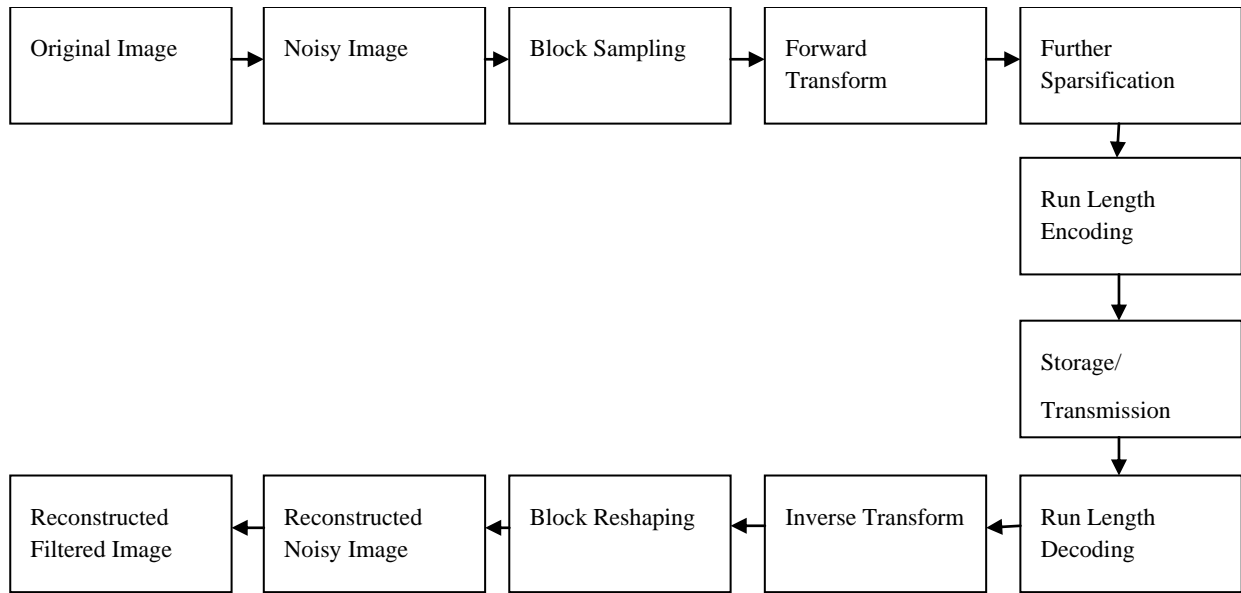 Original Image
Noisy Image
Block Sampling
Forward
Transform
Further
Sparsification
Run Length
Encoding
Storage/
Transmission
Reconstructed
Filtered Image
Reconstructed
Noisy Image
Block Reshaping
Inverse Transform
Run Length
Decoding